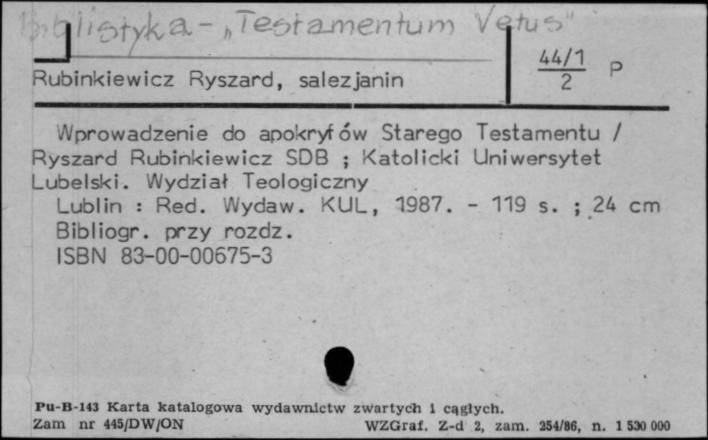 Biblistyka - „Testamentum Vetus"
44/1
2 P
Rubinkiewicz Ryszard, salezjanin
Wprowadzenie do apokryfów Starego Testamentu /
Ryszard Rubinkiewicz SDB ; Katolicki Uniwersytet
Lubelski. Wydział Teologiczny
Lublin : Red. Wydaw. KUL, 1987. - 119 s. ; 24 cm
Bibliogr. przy rozdz.
ISBN 83-00-00675-3
Pu-B-143 Karta katalogowa wydawnictw zwartych i ciągłych.
Zam nr 445/DW/ON WZGraf. Z-d 2, zam. 254/86, n. 1 530 000